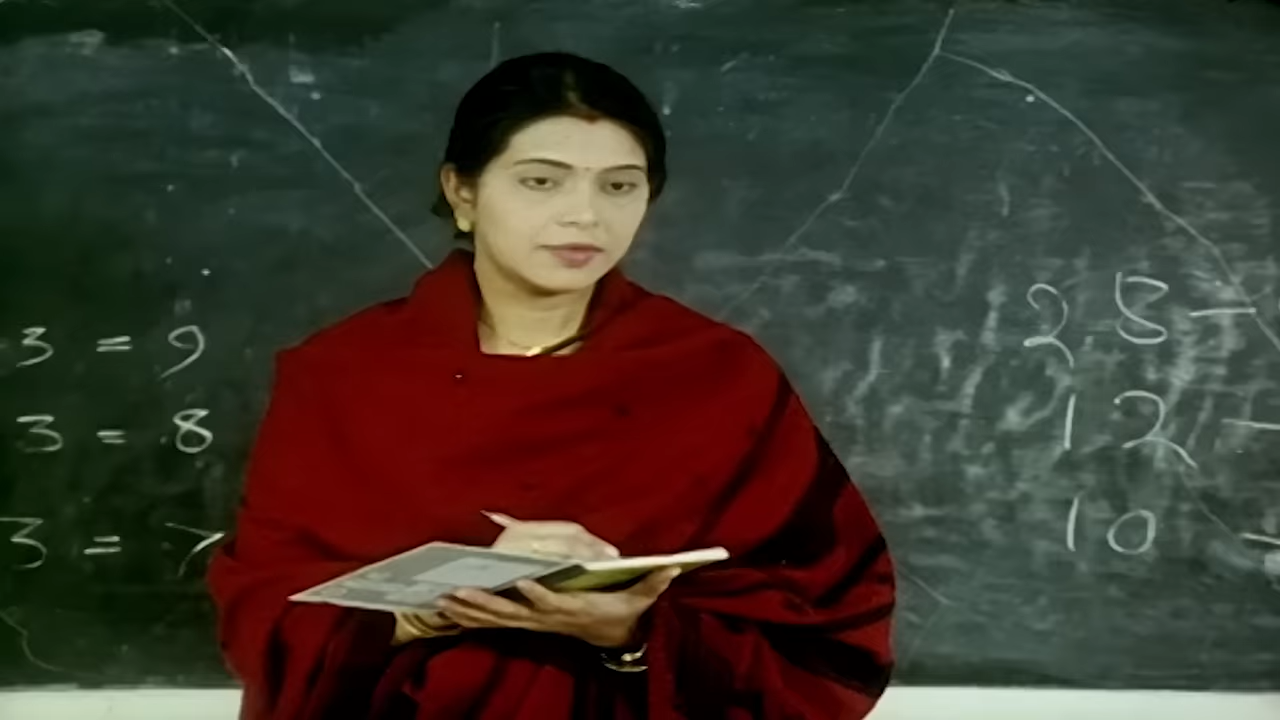 3 = 9
3 = 8
3 = 7
25 -
12 -
10 ÷